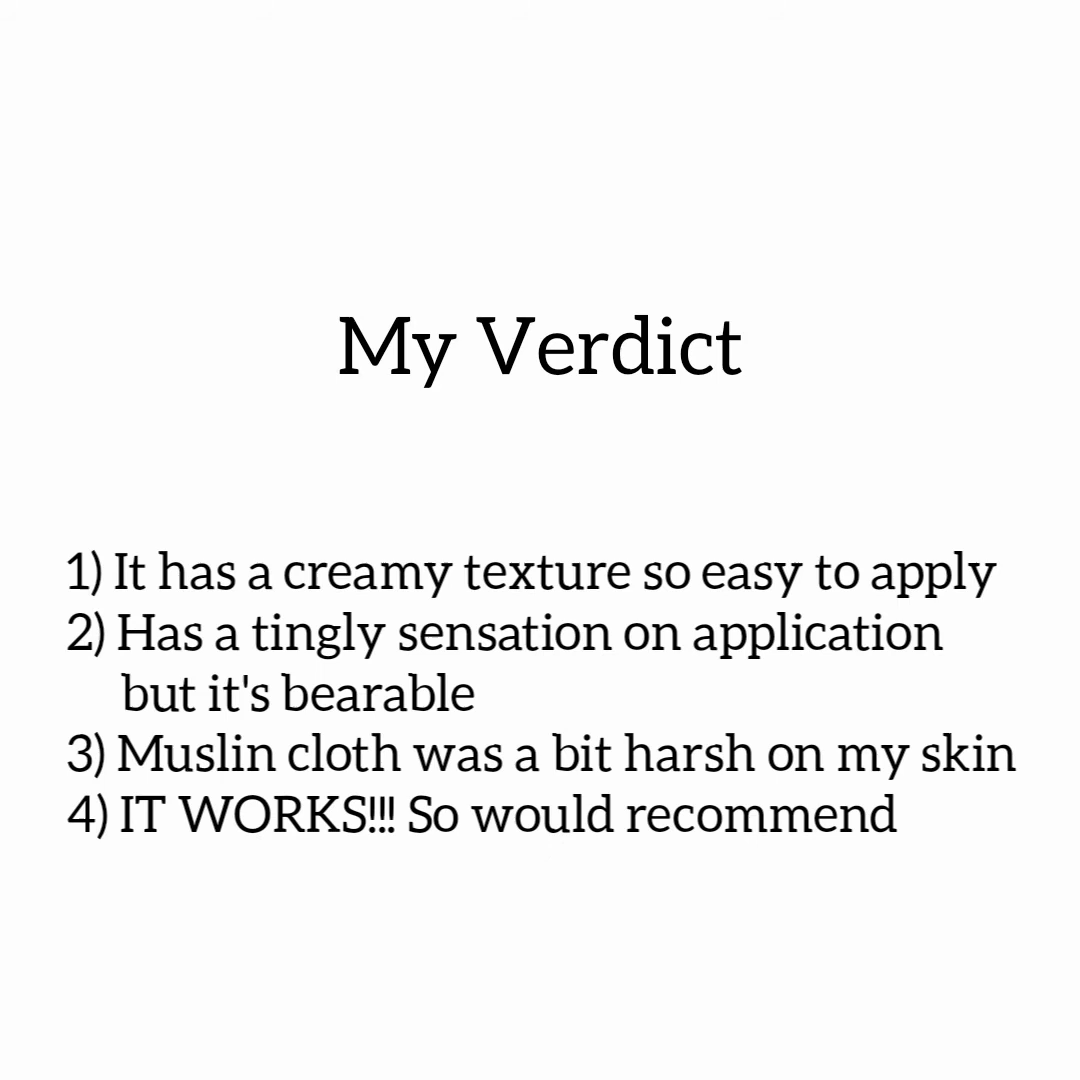 My Verdict
1) It has a creamy texture so easy to apply
2) Has a tingly sensation on application
but it's bearable
3) Muslin cloth was a bit harsh on my skin
4) IT WORKS!!! So would recommend